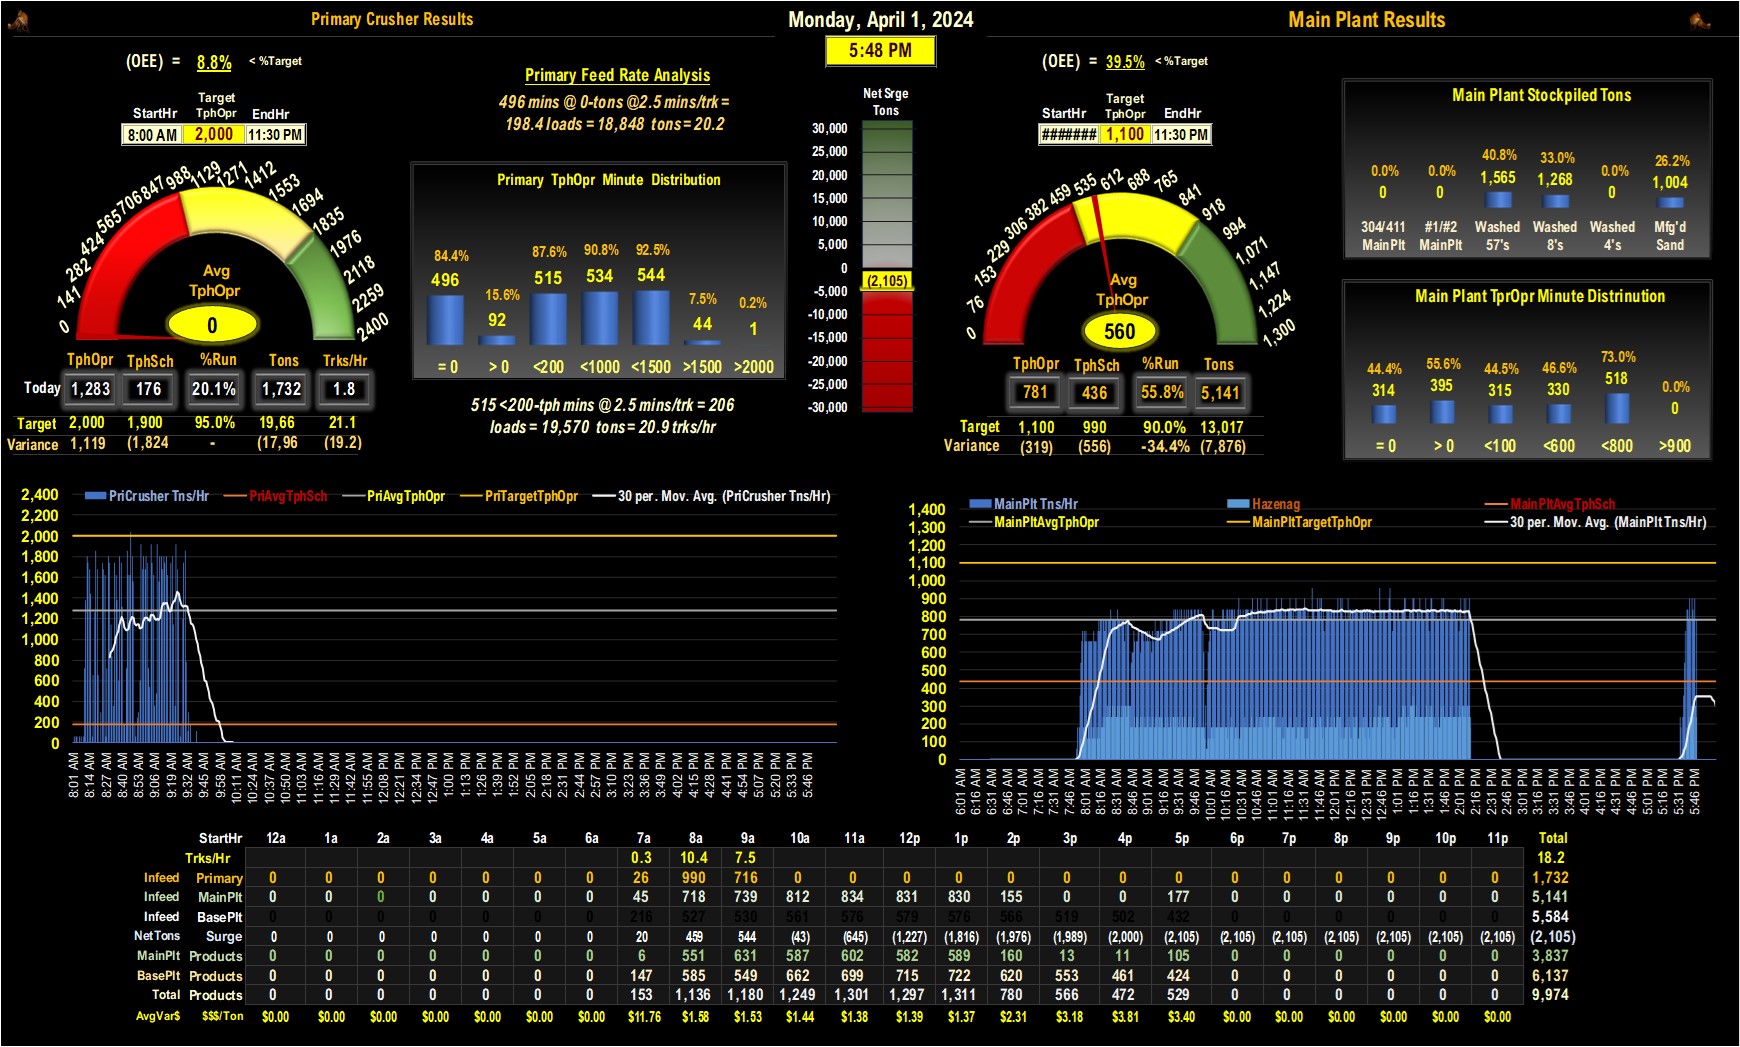 Primary Crusher Results
Monday, April 1, 2024
Main Plant Results
5:48 PM
(OEE) = 8.8% < %Target
StartHr Target TphOpr EndHr
8:00 AM 2,000 11:30 PM
0 141 282 424 565 706 847 988 1129 1271 1412 1553 1694 1835 1976 2118 2259 2400
Avg
TphOpr
0
TphOpr TphSch %Run Tons Trks/Hr
Today 1,283 176 20.1% 1,732 1.8
Target 2,000 1,900 95.0% 19,66 21.1
Variance 1,119 (1,824 - (17,96 (19.2)
Primary Feed Rate Analysis
496 mins @ 0-tons @2.5 mins/trk =
198.4 loads = 18,848 tons = 20.2
Primary TphOpr Minute Distribution
84.4% 15.6% 87.6% 90.8% 92.5% 7.5% 0.2%
496 92 515 534 544 44 1
= 0 > 0 <200 <1000 <1500 >1500 >2000
515 <200-tph mins @ 2.5 mins/trk = 206
loads = 19,570 tons = 20.9 trks/hr
Net Srge
Tons
30,000
25,000
20,000
15,000
10,000
5,000
0
(2,105)
-5,000
-10,000
-15,000
-20,000
-25,000
-30,000
(OEE) = 39.5% < %Target
StartHr Target TphOpr EndHr
####### 1,100 11:30 PM
0 76 153 229 306 382 459 535 612 688 765 841 918 994 1,071 1,147 1,224 1,300
Avg
TphOpr
560
TphOpr TphSch %Run Tons
781 436 55.8% 5,141
Target 1,100 990 90.0% 13,017
Variance (319) (556) -34.4% (7,876)
Main Plant Stockpiled Tons
0.0% 0.0% 40.8% 33.0% 0.0% 26.2%
0 0 1,565 1,268 0 1,004
304/411 #1/#2 Washed Washed Washed Mfg'd
MainPlt MainPlt 57's 8's 4's Sand
Main Plant TprOpr Minute Distrinution
44.4% 55.6% 44.5% 46.6% 73.0% 0.0%
314 395 315 330 518 0
= 0 > 0 <100 <600 <800 >900
PriCrusher Tns/Hr PriAvgTphSch PriAvgTphOpr PriTargetTphOpr 30 per. Mov. Avg. (PriCrusher Tns/Hr)
2,400
2,200
2,000
1,800
1,600
1,400
1,200
1,000
800
600
400
200
0
8:01 AM 8:14 AM 8:27 AM 8:40 AM 8:53 AM 9:06 AM 9:19 AM 9:32 AM 9:45 AM 9:58 AM 10:11 AM 10:24 AM 10:37 AM 10:50 AM 11:03 AM 11:16 AM 11:29 AM 11:42 AM 11:55 AM 12:08 PM 12:21 PM 12:34 PM 12:47 PM 1:00 PM 1:13 PM 1:26 PM 1:39 PM 1:52 PM 2:05 PM 2:18 PM 2:31 PM 2:44 PM 2:57 PM 3:10 PM 3:23 PM 3:36 PM 3:49 PM 4:02 PM 4:15 PM 4:28 PM 4:41 PM 4:54 PM 5:07 PM 5:20 PM 5:33 PM 5:46 PM
MainPlt Tns/Hr Hazenag MainPltAvgTphSch
MainPltAvgTphOpr MainPltTargetTphOpr 30 per. Mov. Avg. (MainPlt Tns/Hr)
1,400
1,300
1,200
1,100
1,000
900
800
700
600
500
400
300
200
100
0
6:01 AM 6:16 AM 6:31 AM 6:46 AM 7:01 AM 7:16 AM 7:31 AM 7:46 AM 8:01 AM 8:16 AM 8:31 AM 8:46 AM 9:01 AM 9:16 AM 9:31 AM 9:46 AM 10:01 AM 10:16 AM 10:31 AM 10:46 AM 11:01 AM 11:16 AM 11:31 AM 11:46 AM 12:01 PM 12:16 PM 12:31 PM 12:46 PM 1:01 PM 1:16 PM 1:31 PM 1:46 PM 2:01 PM 2:16 PM 2:31 PM 2:46 PM 3:01 PM 3:16 PM 3:31 PM 3:46 PM 4:01 PM 4:16 PM 4:31 PM 4:46 PM 5:01 PM 5:16 PM 5:31 PM 5:46 PM
StartHr 12a 1a 2a 3a 4a 5a 6a 7a 8a 9a 10a 11a 12p 1p 2p 3p 4p 5p 6p 7p 8p 9p 10p 11p Total
Trks/Hr 0.3 10.4 7.5 18.2
Infeed Primary 0 0 0 0 0 0 0 26 990 716 0 0 0 0 0 0 0 0 0 0 0 0 0 0 1,732
Infeed MainPlt 0 0 0 0 0 0 0 45 718 739 812 834 831 830 155 0 0 177 0 0 0 0 0 0 5,141
Infeed BasePlt 0 0 0 0 0 0 0 216 527 530 561 576 579 576 566 519 502 432 0 0 0 0 0 0 5,584
NetTons Surge 0 0 0 0 0 0 0 20 459 544 (43) (645) (1,227) (1,816) (1,976) (1,989) (2,000) (2,105) (2,105) (2,105) (2,105) (2,105) (2,105) (2,105) (2,105)
MainPlt Products 0 0 0 0 0 0 0 6 551 631 587 602 582 589 160 13 11 105 0 0 0 0 0 0 3,837
BasePlt Products 0 0 0 0 0 0 0 147 585 549 662 699 715 722 620 553 461 424 0 0 0 0 0 0 6,137
Total Products 0 0 0 0 0 0 0 153 1,136 1,180 1,249 1,301 1,297 1,311 780 566 472 529 0 0 0 0 0 0 9,974
AvgVar$ $$$/Ton $0.00 $0.00 $0.00 $0.00 $0.00 $0.00 $0.00 $11.76 $1.58 $1.53 $1.44 $1.38 $1.39 $1.37 $2.31 $3.18 $3.81 $3.40 $0.00 $0.00 $0.00 $0.00 $0.00 $0.00